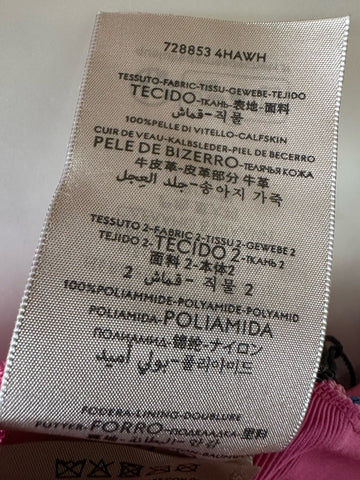 728853 4HAWH
TESSUTO-FABRIC-TISSU-GEWEBE-TEJIDO
TECIDO-ТКАНЬ-表地-面料
قماش-직물
100%PELLE DI VITELLO-CALFSKIN
CUIR DE VEAU-KALBSLEDER-PIEL DE BECERRO
PELE DE BIZERRO-ТЕЛЯЧЬЯ КОЖА
牛皮革-皮革部分 牛革
جلد العجل-송아지 가죽
TESSUTO 2-FABRIC 2-TISSU 2-GEWEBE 2
TEJIDO 2-TECIDO 2-ТКАНЬ 2
面料 2-本体2
2 قماش-직물 2
100%POLIAMMIDE-POLYAMIDE-POLYAMID
POLIAMIDA-POLIAMIDA
ПОЛИАМИД-锦纶-ナイロン
بولي أميد-폴리아미드
FODERA-LINING-DOUBLURE
FUTTER-FORRO-ПОДКЛАДКА-里料